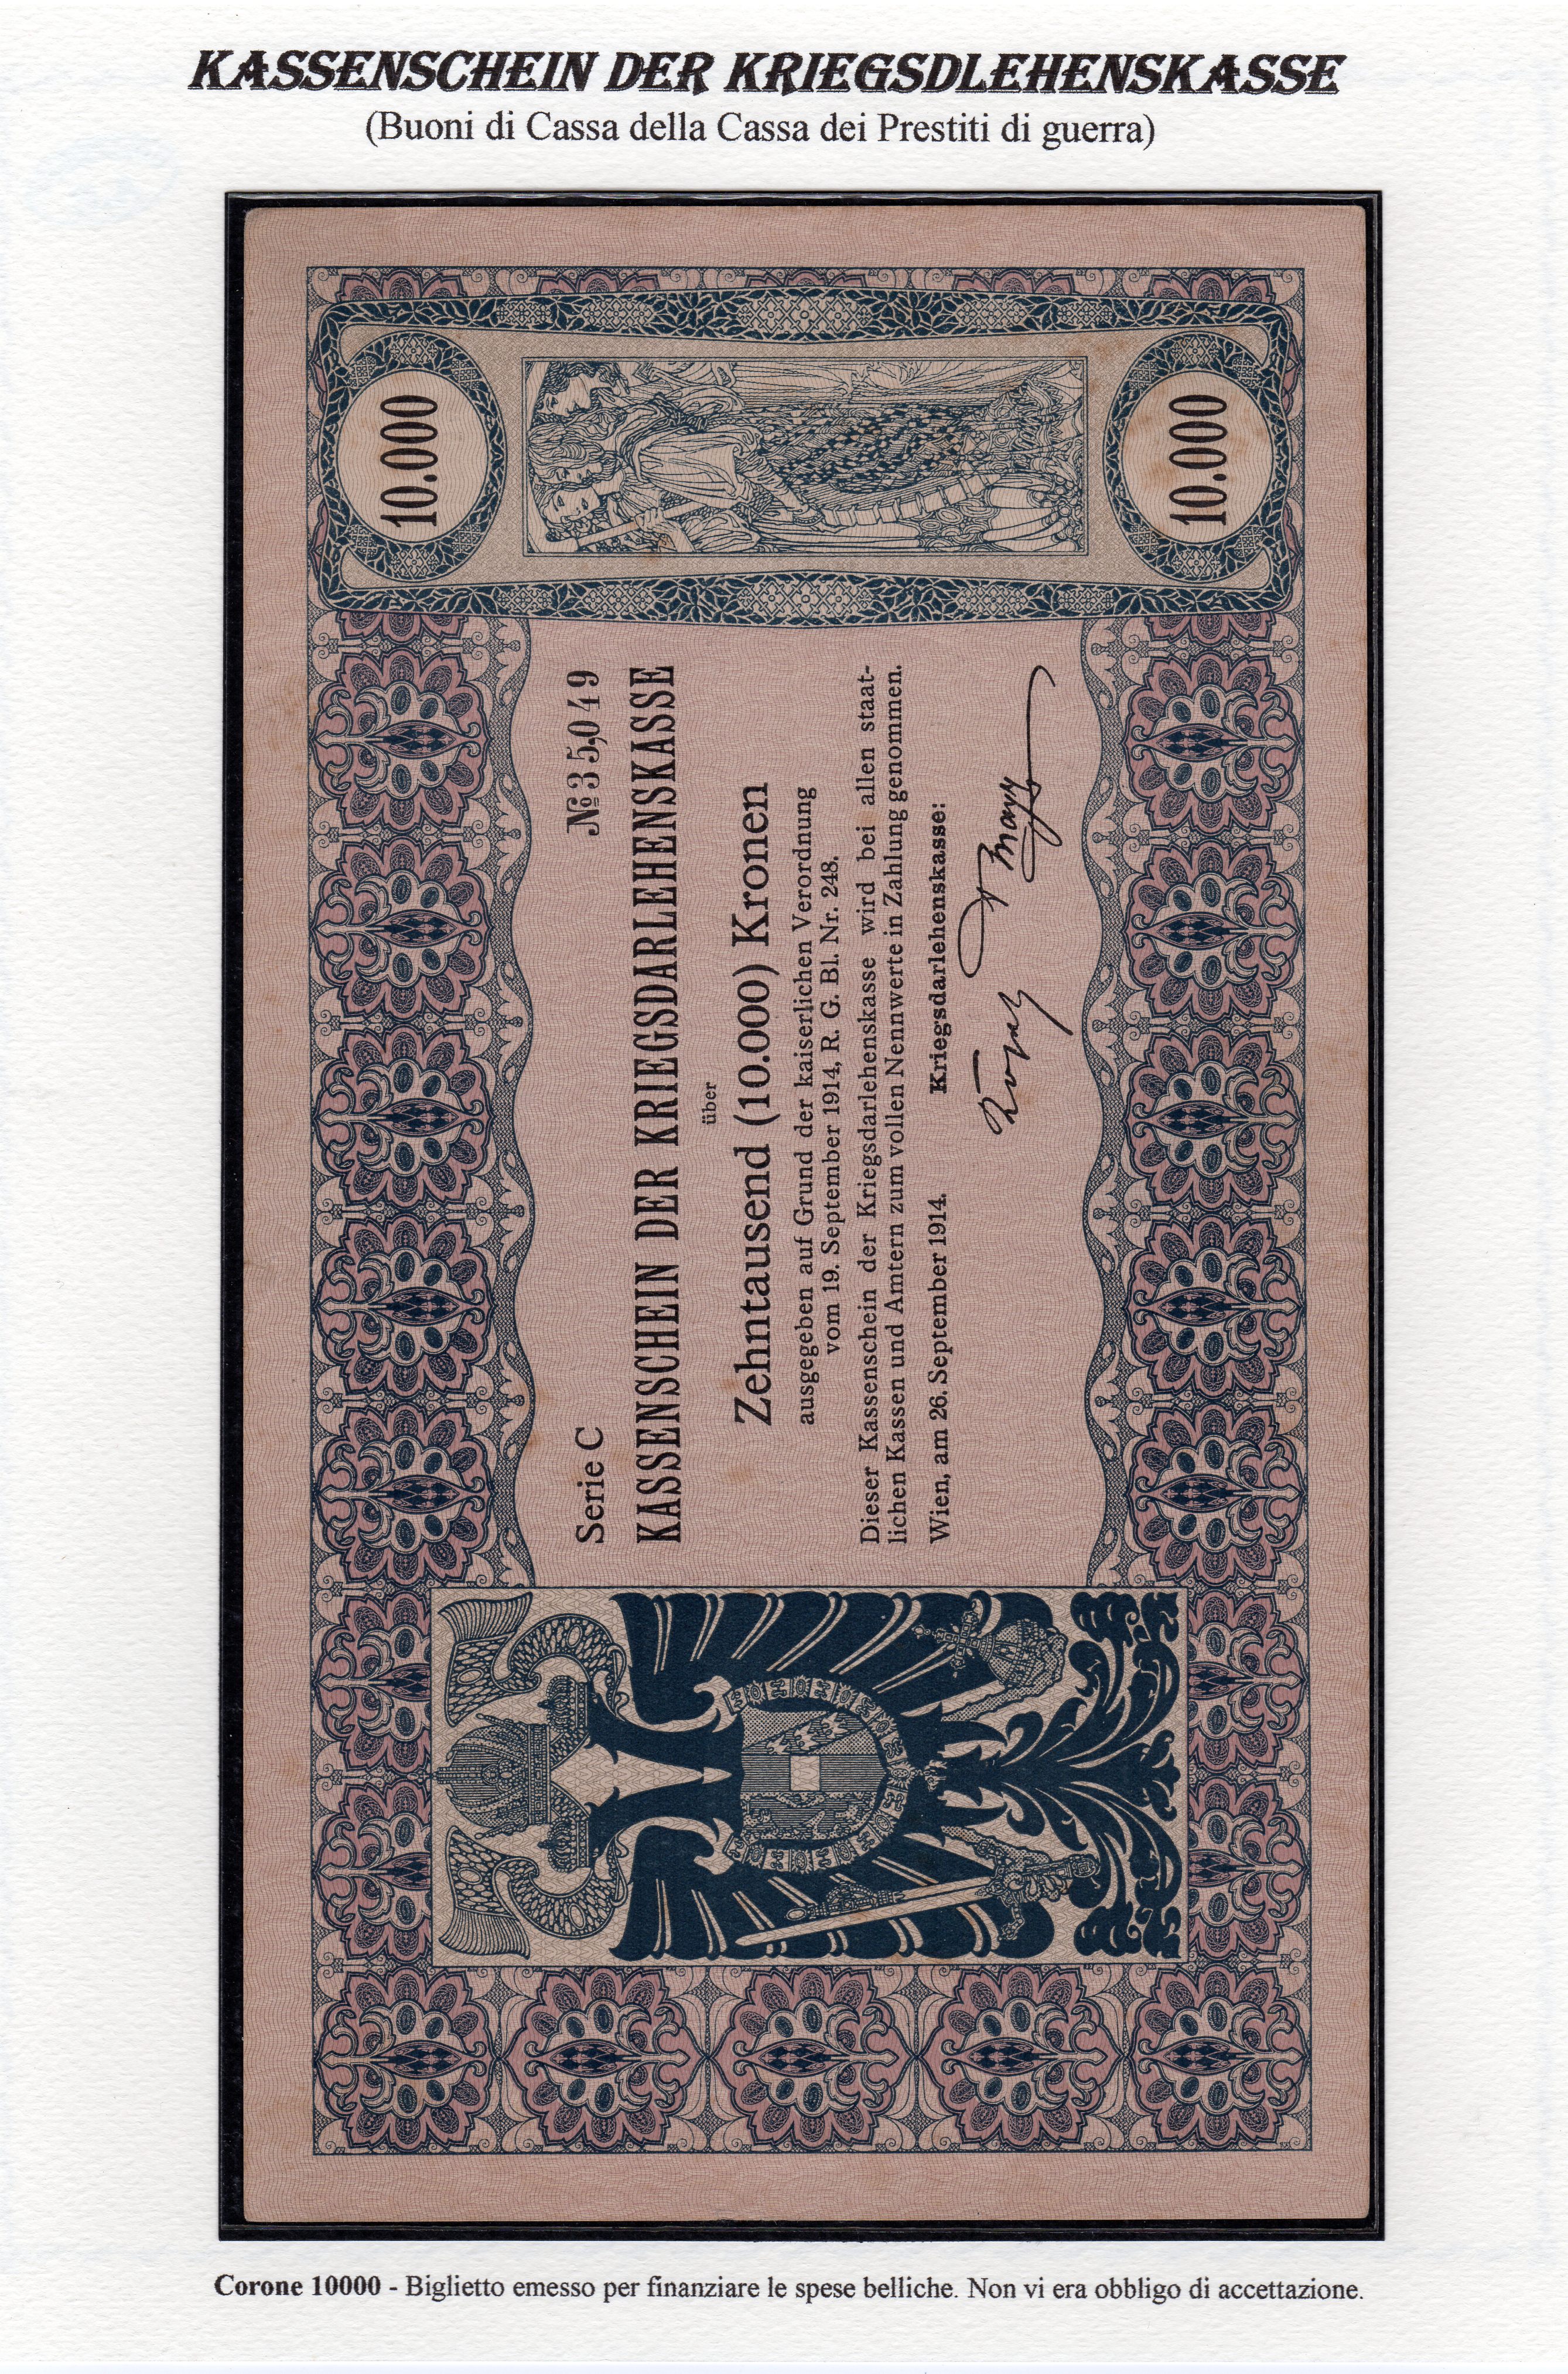 KASSENSCHEIN DER KRIEGSDLEHENSKASSE
(Buoni di Cassa della Cassa dei Prestiti di guerra)
Serie C № 35,049
KASSENSCHEIN DER KRIEGSDARLEHENSKASSE
über
Zehntausend (10.000) Kronen
ausgegeben auf Grund der kaiserlichen Verordnung
vom 19. September 1914, R. G. Bl. Nr. 248.
Dieser Kassenschein der Kriegsdarlehenskasse wird bei allen staat-
lichen Kassen und Ämtern zum vollen Nennwerte in Zahlung genommen.
Wien, am 26. September 1914. Kriegsdarlehenskasse:
10.000
10.000
Corone 10000 - Biglietto emesso per finanziare le spese belliche. Non vi era obbligo di accettazione.